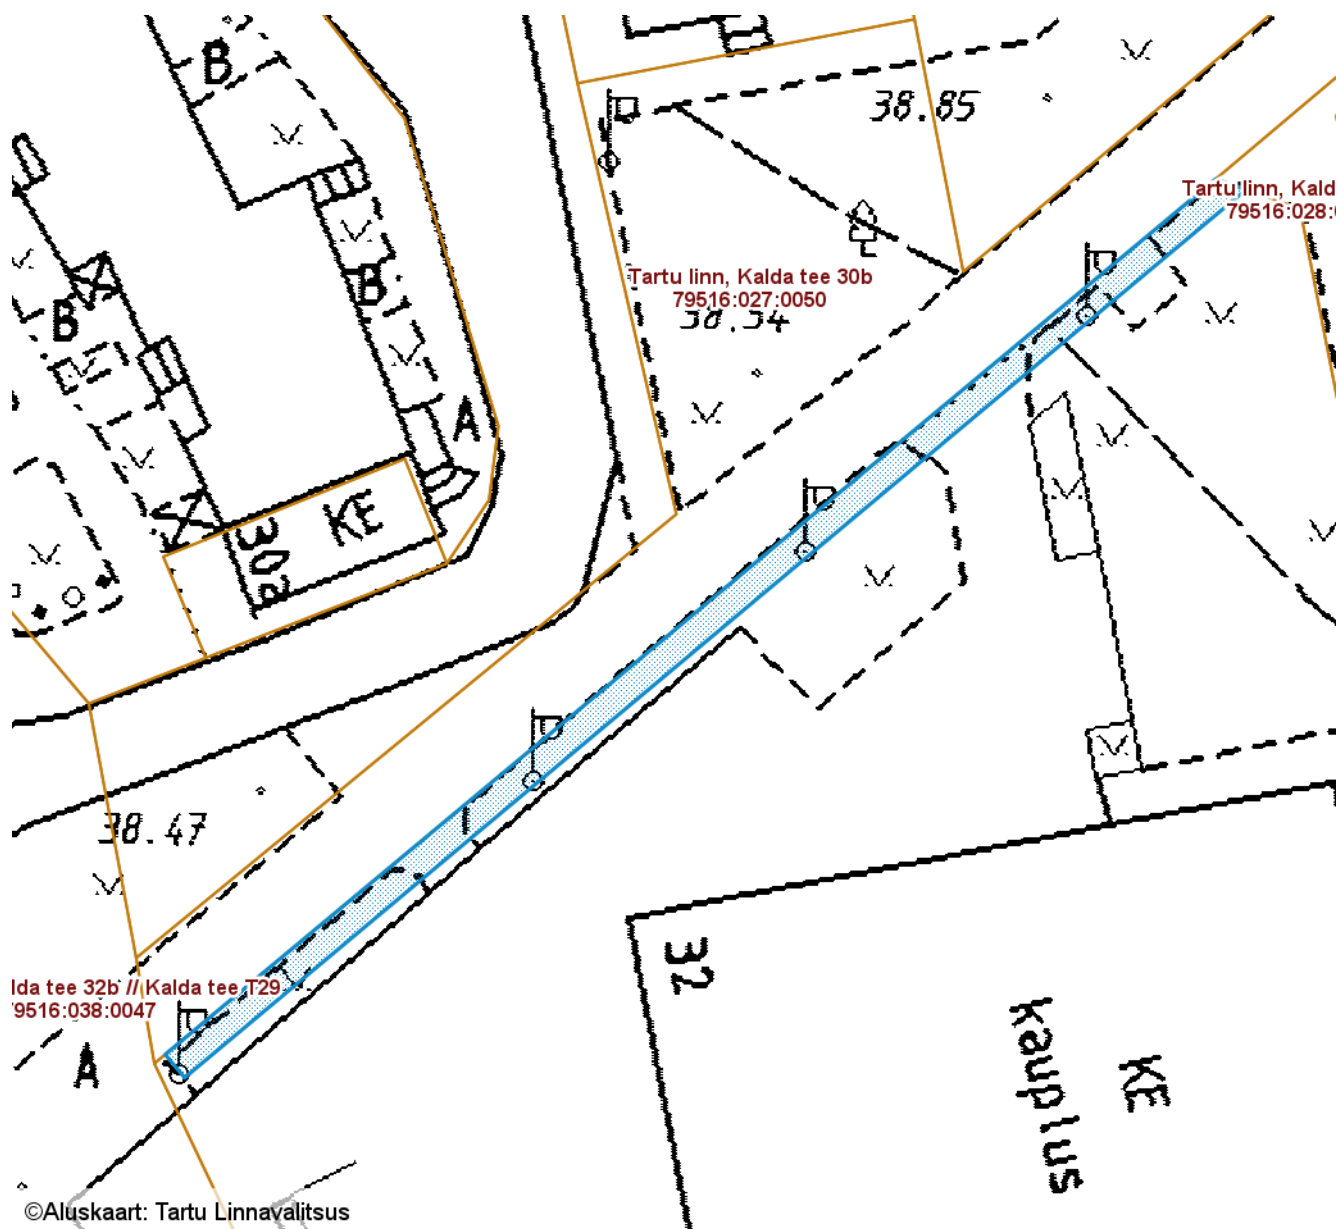 B
38.85
Tartu linn, Kald
79516:028:
Tartu linn, Kalda tee 30b
79516:027:0050
38.54
B
B
A
KE
30a
38.47
32
lda tee 32b // Kalda tee T29
79516:038:0047
A
KE
kauplus
©Aluskaart: Tartu Linnavalitsus